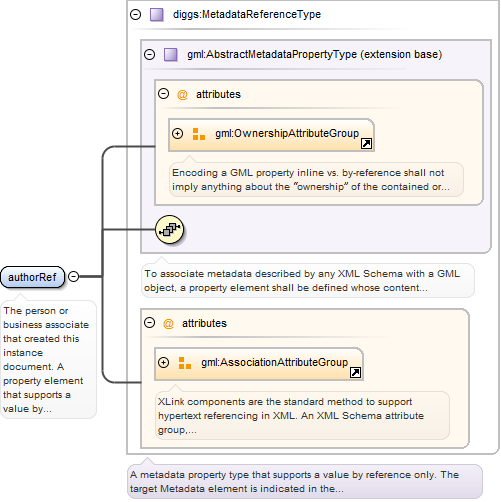 diggs:MetadataReferenceType
gml:AbstractMetadataPropertyType (extension base)
@ attributes
gml:OwnershipAttributeGroup
Encoding a GML property inline vs. by-reference shall not
imply anything about the "ownership" of the contained or...
authorRef
The person or
business associate
that created this
instance
document. A
property element
that supports a
value by...
To associate metadata described by any XML Schema with a GML
object, a property element shall be defined whose content...
@ attributes
gml:AssociationAttributeGroup
XLink components are the standard method to support
hypertext referencing in XML. An XML Schema attribute
group,...
A metadata property type that supports a value by reference only. The
target Metadata element is indicated in the...